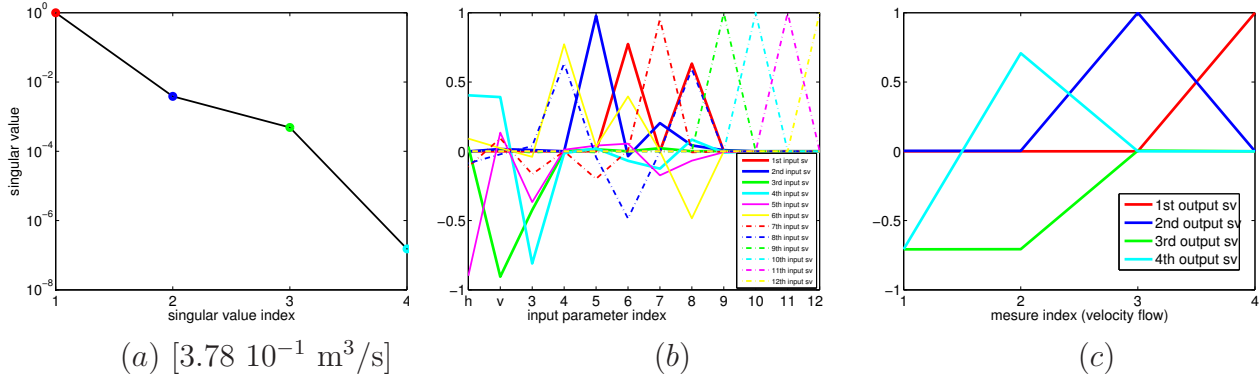 10^0
10^{-2}
10^{-4}
10^{-6}
10^{-8}
singular value
1
2
3
4
singular value index
(a) [3.78 10^{-1} m^3/s]
1
0.5
0
−0.5
−1
h v 3 4 5 6 7 8 9 10 11 12
input parameter index
1st input sv
2nd input sv
3rd input sv
4th input sv
5th input sv
6th input sv
7th input sv
8th input sv
9th input sv
10th input sv
11th input sv
12th input sv
(b)
1
0.5
0
−0.5
−1
1 2 3 4
mesure index (velocity flow)
1st output sv
2nd output sv
3rd output sv
4th output sv
(c)